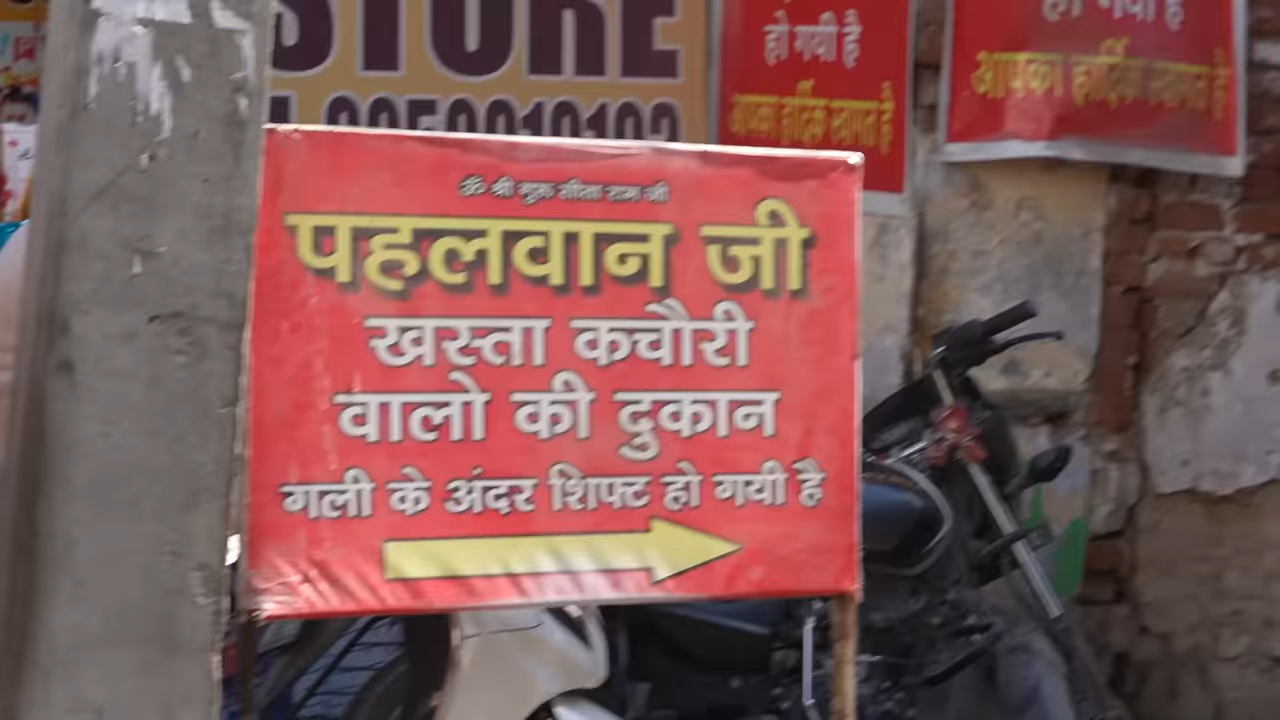 STORE
हो गयी है
आपका हार्दिक स्वागत है
हो गयी है
आपका हार्दिक स्वागत है
ॐ श्री गुरु सीता राम जी
पहलवान जी
खस्ता कचौरी
वालो की दुकान
गली के अंदर शिफ्ट हो गयी है